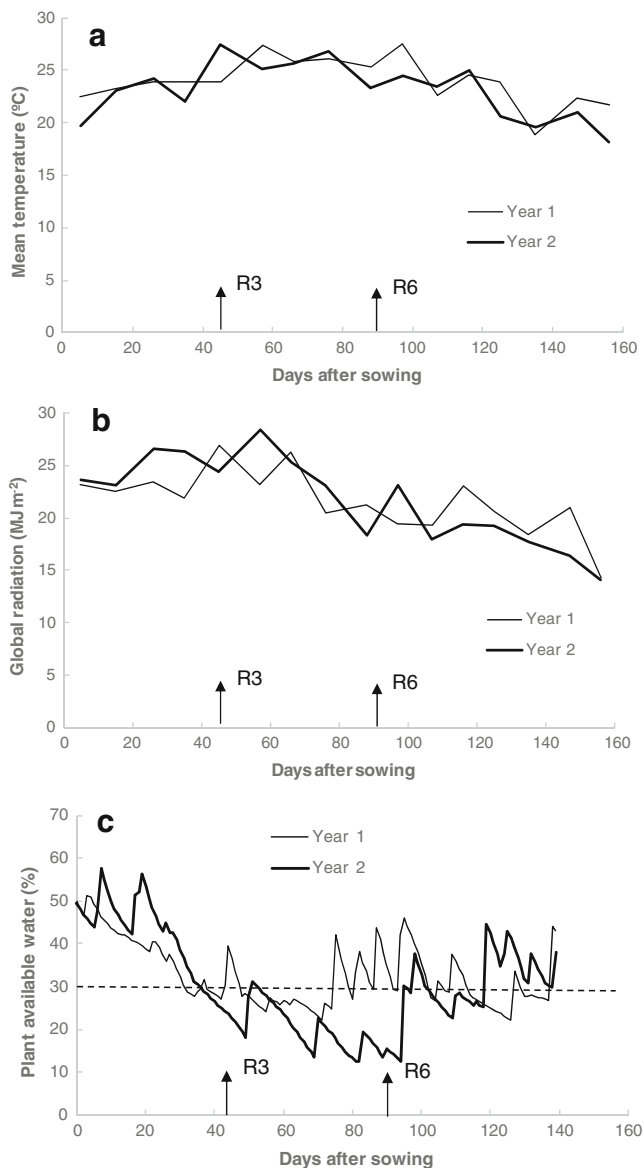 a
30
25
20
15
10
5
0
Mean temperature (ºC)
Year 1
Year 2
R3
R6
0 20 40 60 80 100 120 140 160
Days after sowing
b
30
25
20
15
10
5
0
Global radiation (MJ m-2)
Year 1
Year 2
R3
R6
0 20 40 60 80 100 120 140 160
Days after sowing
c
70
60
50
40
30
20
10
0
Plant available water (%)
Year 1
Year 2
R3
R6
0 20 40 60 80 100 120 140 160
Days after sowing